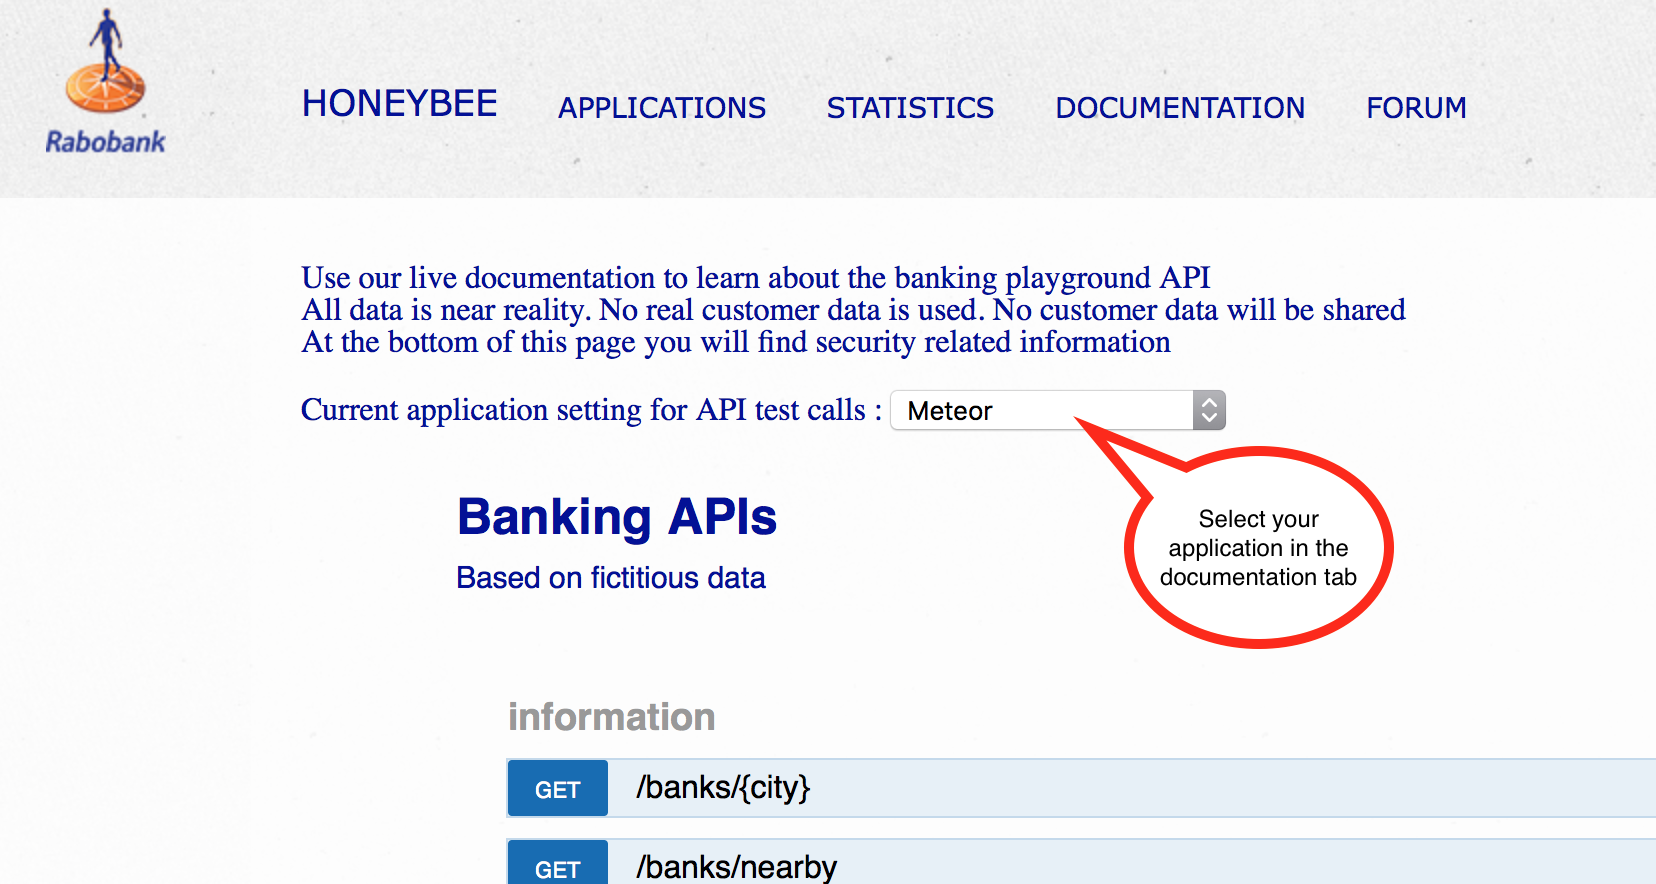 Rabobank
HONEYBEE APPLICATIONS STATISTICS DOCUMENTATION FORUM
Use our live documentation to learn about the banking playground API
All data is near reality. No real customer data is used. No customer data will be shared
At the bottom of this page you will find security related information
Current application setting for API test calls : Meteor
Select your
application in the
documentation tab
Banking APIs
Based on fictitious data
information
GET /banks/{city}
GET /banks/nearby